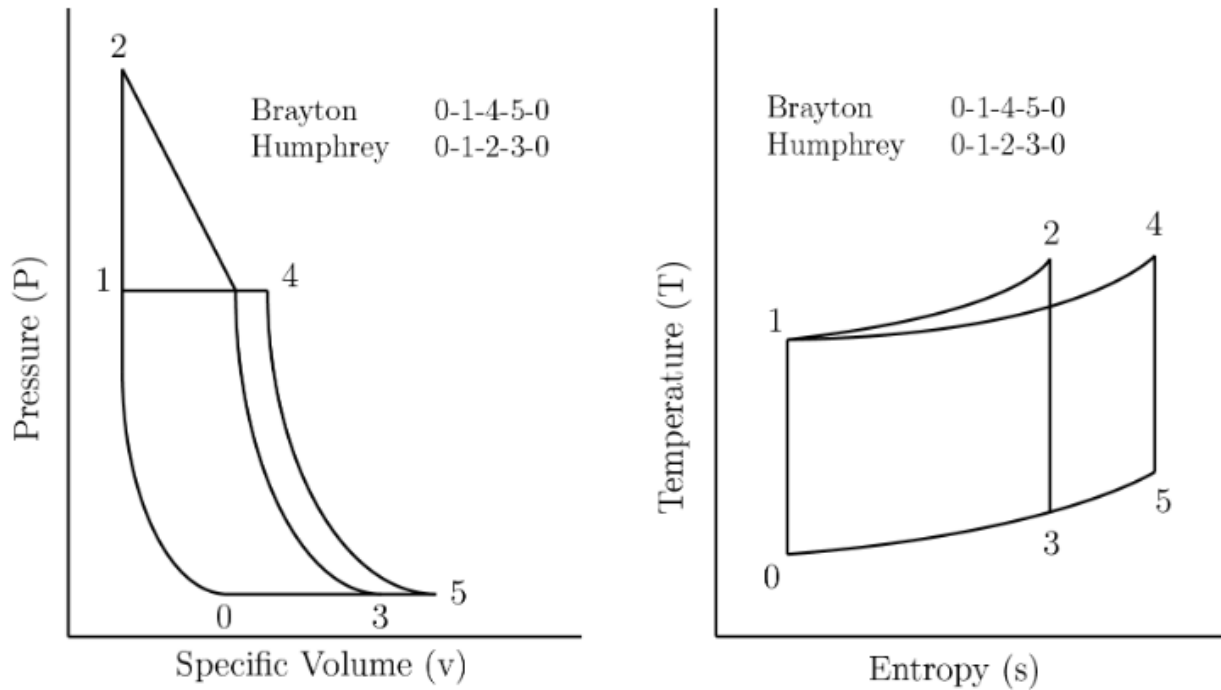 2
Brayton 0-1-4-5-0
Humphrey 0-1-2-3-0
1
4
0
3
5
Pressure (P)
Specific Volume (v)
Brayton 0-1-4-5-0
Humphrey 0-1-2-3-0
2
4
1
0
3
5
Temperature (T)
Entropy (s)